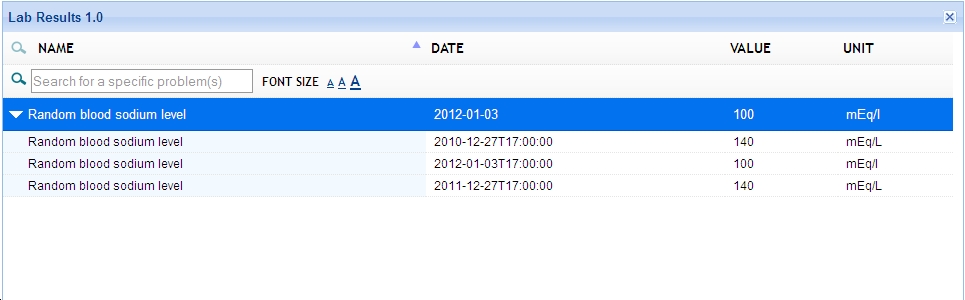 Lab Results 1.0
NAME DATE VALUE UNIT
Search for a specific problem(s) FONT SIZE A A A
Random blood sodium level 2012-01-03 100 mEq/l
Random blood sodium level 2010-12-27T17:00:00 140 mEq/L
Random blood sodium level 2012-01-03T17:00:00 100 mEq/l
Random blood sodium level 2011-12-27T17:00:00 140 mEq/L